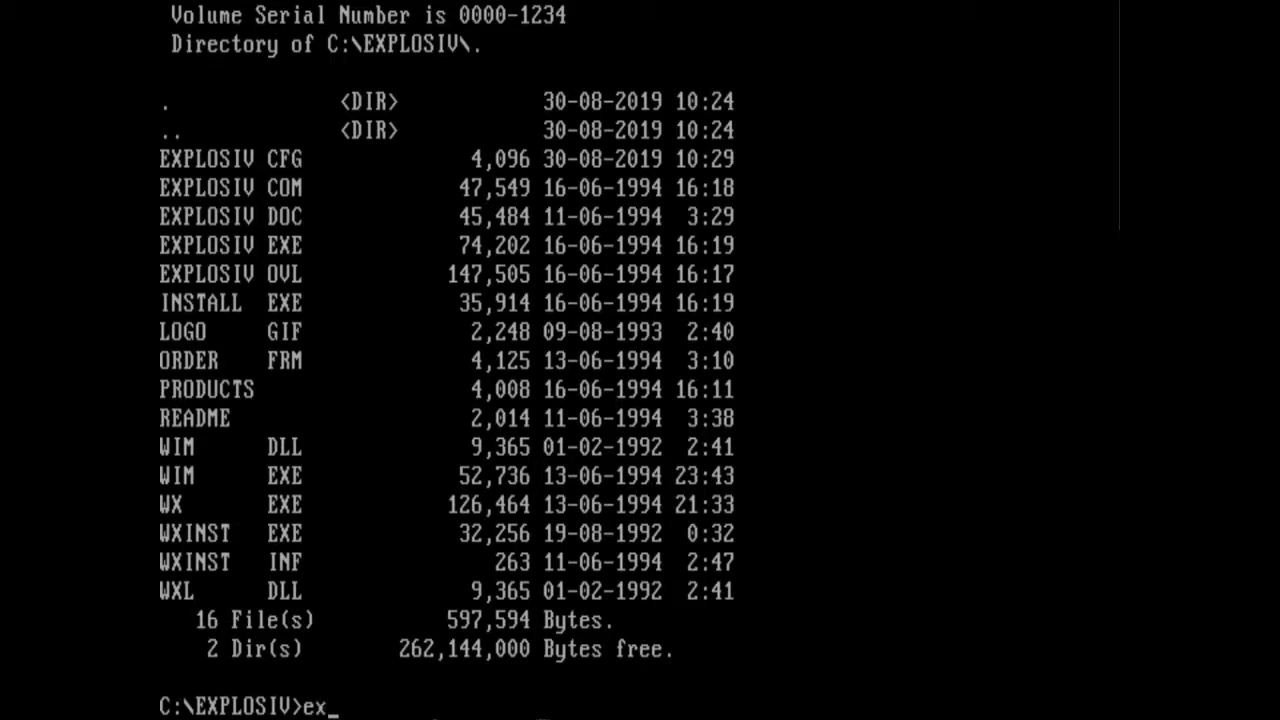 Volume Serial Number is 0000-1234
Directory of C:\EXPLOSIV\.
. <DIR> 30-08-2019 10:24
.. <DIR> 30-08-2019 10:24
EXPLOSIV CFG 4,096 30-08-2019 10:29
EXPLOSIV COM 47,549 16-06-1994 16:18
EXPLOSIV DOC 45,484 11-06-1994 3:29
EXPLOSIV EXE 74,202 16-06-1994 16:19
EXPLOSIV OVL 147,505 16-06-1994 16:17
INSTALL EXE 35,914 16-06-1994 16:19
LOGO GIF 2,248 09-08-1993 2:40
ORDER FRM 4,125 13-06-1994 3:10
PRODUCTS 4,008 16-06-1994 16:11
README 2,014 11-06-1994 3:38
WIM DLL 9,365 01-02-1992 2:41
WIM EXE 52,736 13-06-1994 23:43
WX EXE 126,464 13-06-1994 21:33
WXINST EXE 32,256 19-08-1992 0:32
WXINST INF 263 11-06-1994 2:47
WXL DLL 9,365 01-02-1992 2:41
16 File(s) 597,594 Bytes.
2 Dir(s) 262,144,000 Bytes free.
C:\EXPLOSIV>ex_